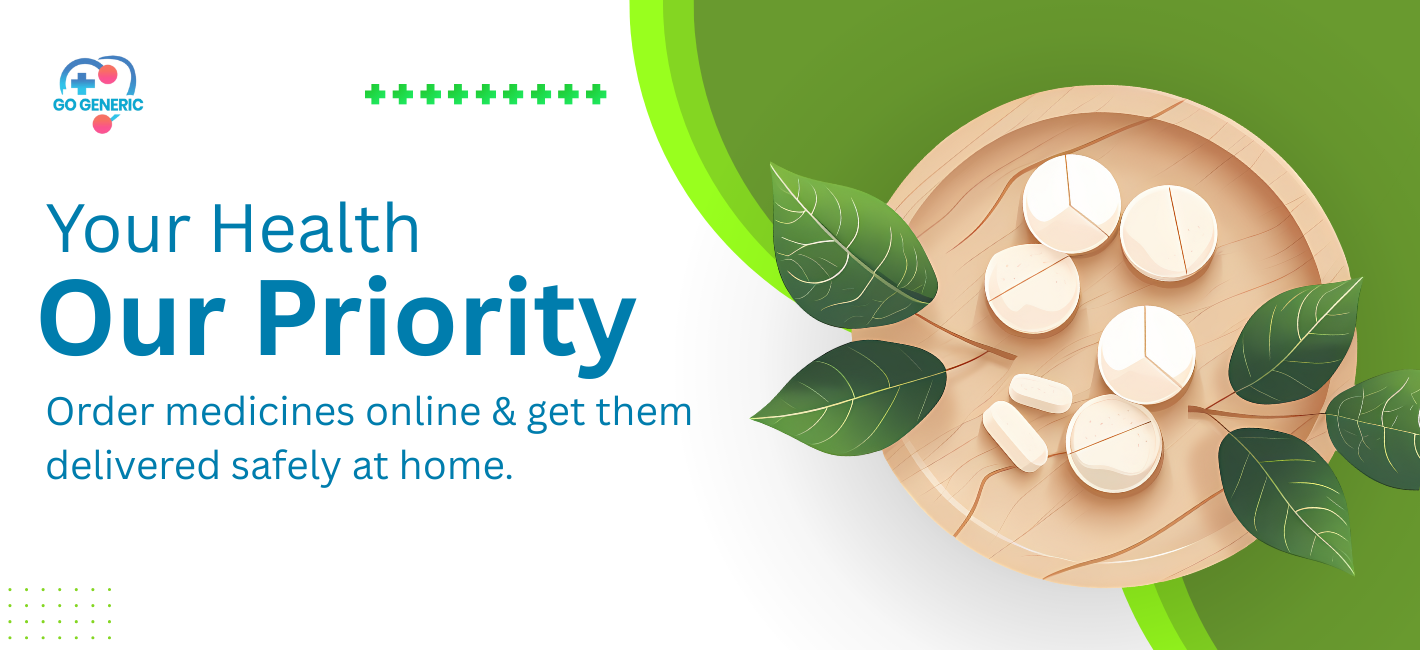 GO GENERIC
Your Health
Our Priority
Order medicines online & get them
delivered safely at home.